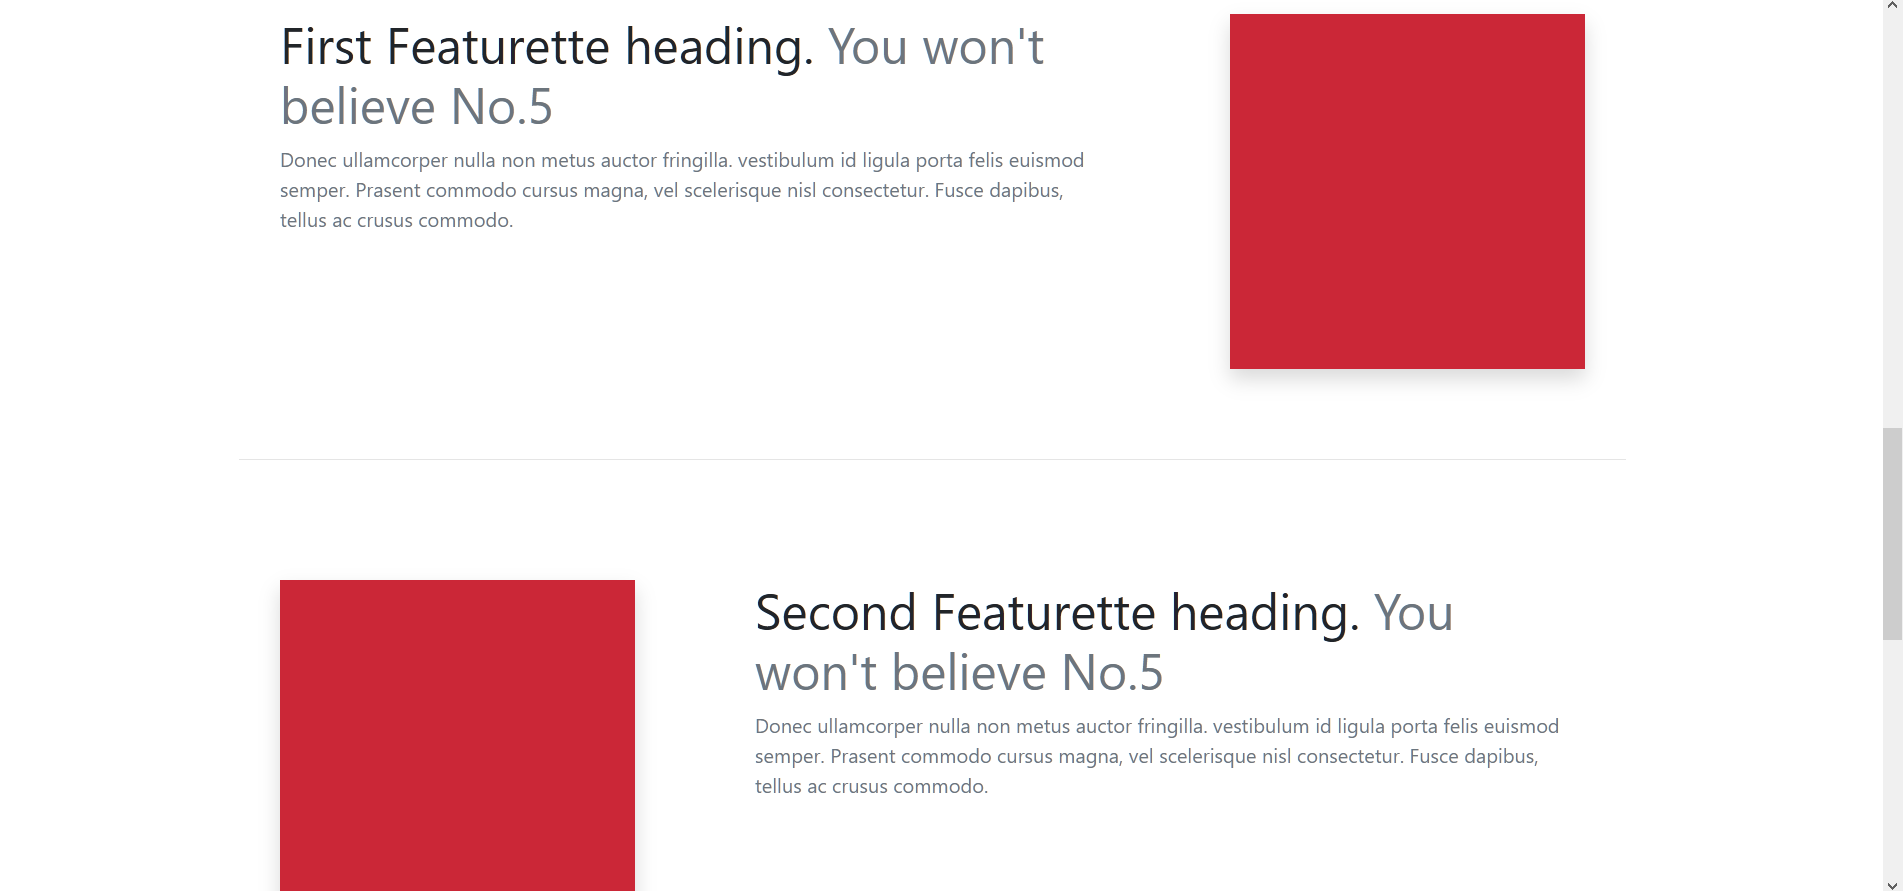 First Featurette heading. You won't
believe No.5
Donec ullamcorper nulla non metus auctor fringilla. vestibulum id ligula porta felis euismod
semper. Prasent commodo cursus magna, vel scelerisque nisl consectetur. Fusce dapibus,
tellus ac crusus commodo.
Second Featurette heading. You
won't believe No.5
Donec ullamcorper nulla non metus auctor fringilla. vestibulum id ligula porta felis euismod
semper. Prasent commodo cursus magna, vel scelerisque nisl consectetur. Fusce dapibus,
tellus ac crusus commodo.